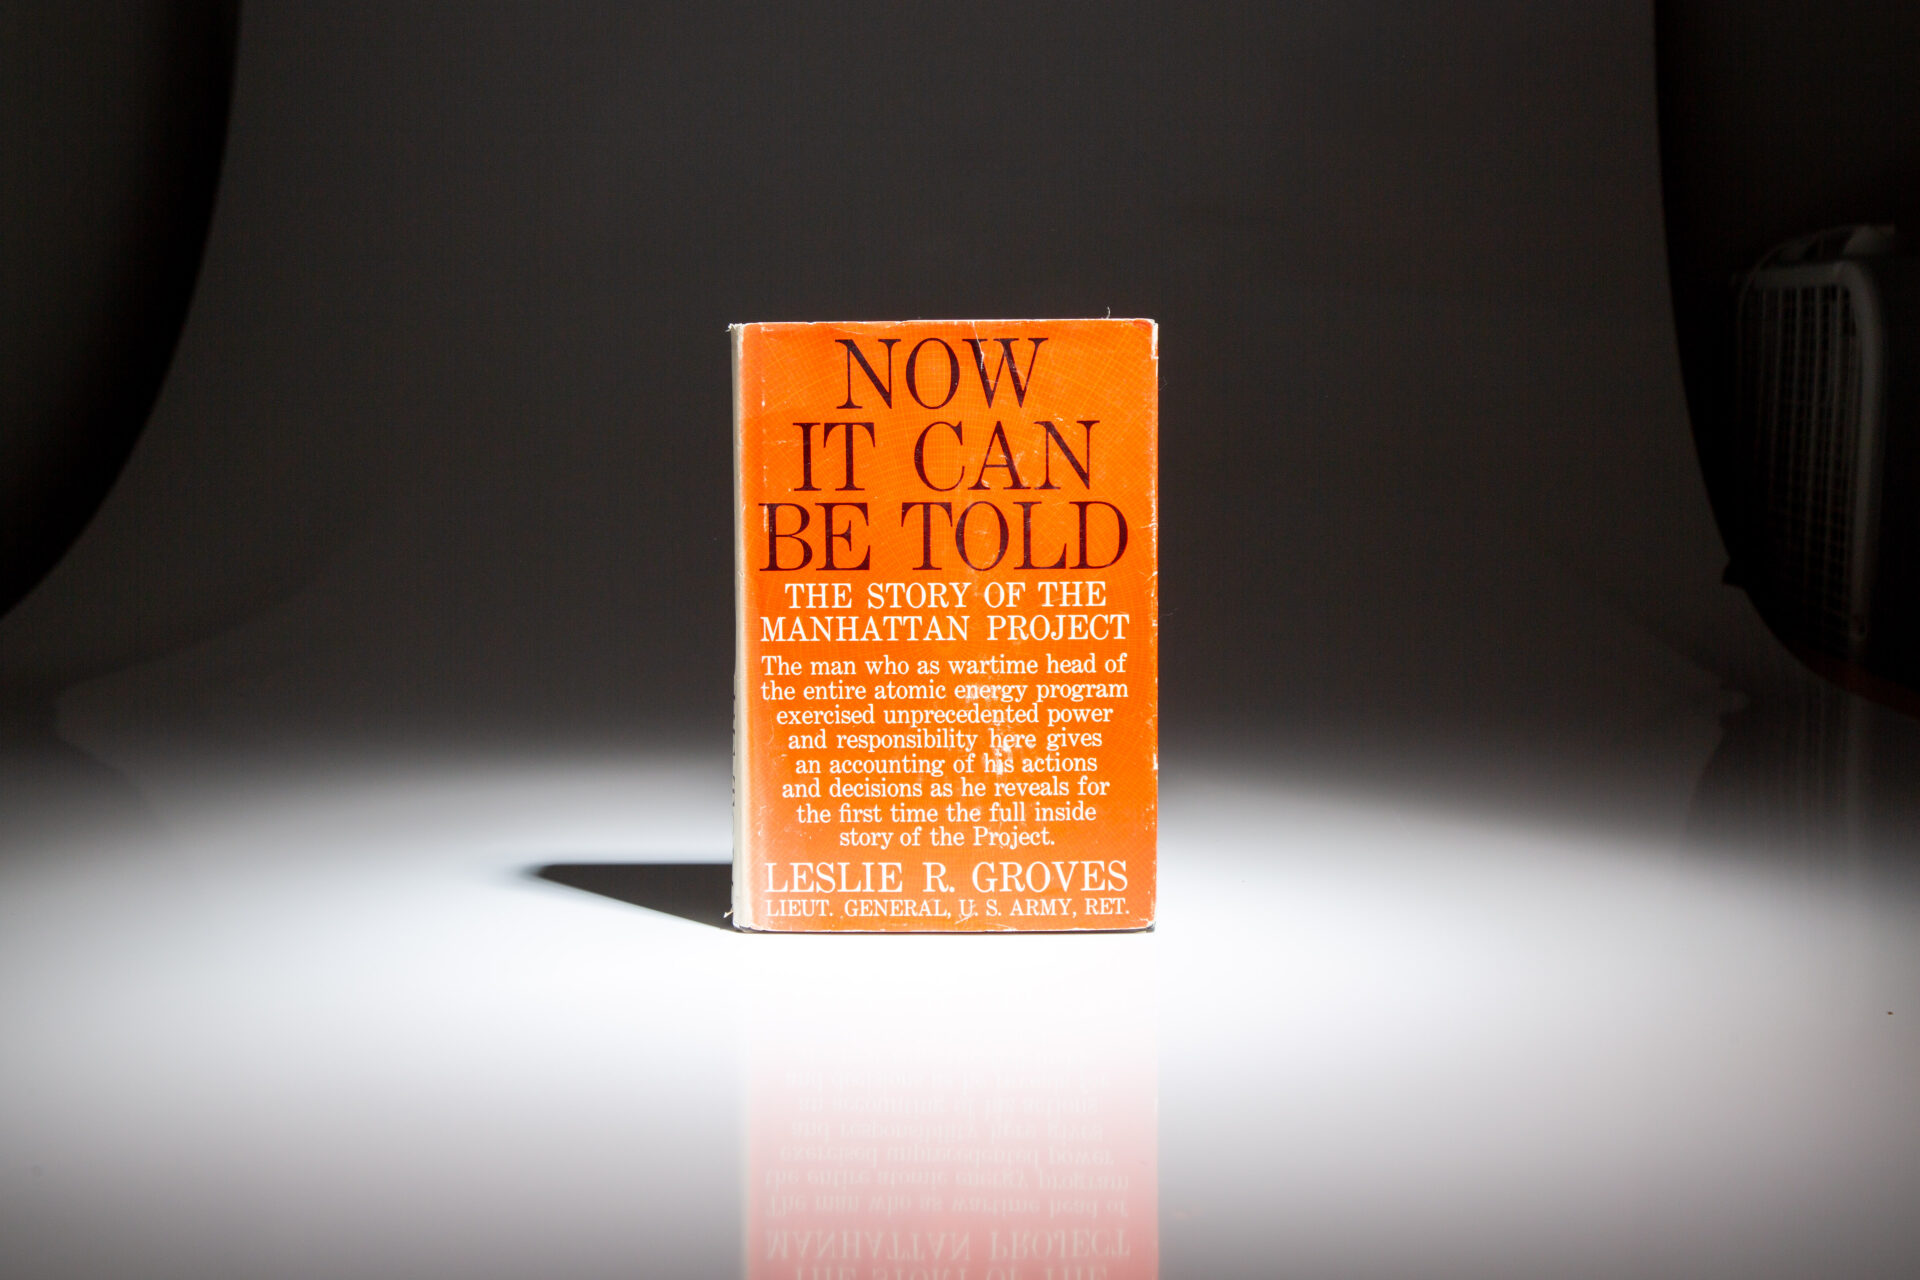 NOW
IT CAN
BE TOLD
THE STORY OF THE
MANHATTAN PROJECT
The man who as wartime head of
the entire atomic energy program
exercised unprecedented power
and responsibility here gives
an accounting of his actions
and decisions as he reveals for
the first time the full inside
story of the Project.
LESLIE R. GROVES
LIEUT. GENERAL, U. S. ARMY, RET.